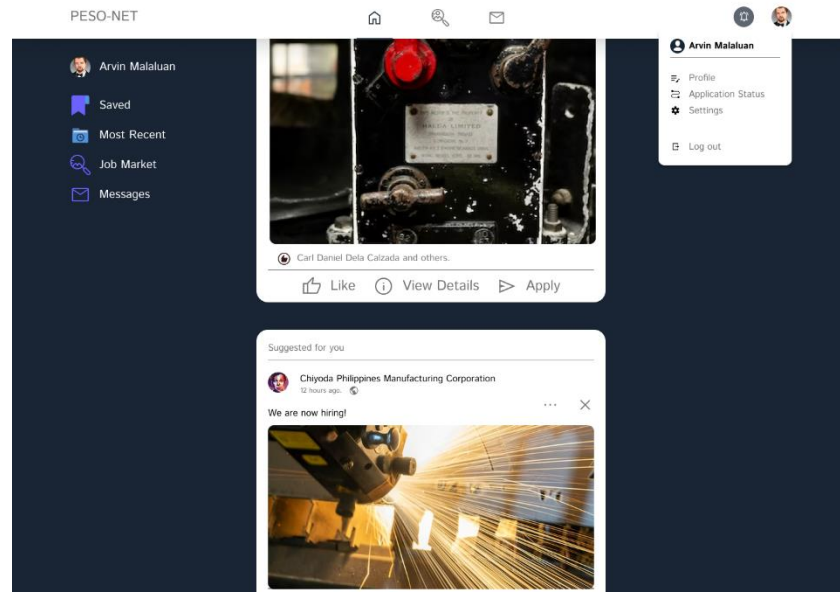 PESO-NET
Arvin Malaluan
Saved
Most Recent
Job Market
Messages
HALCA LIMITED
Carl Daniel Dela Calzada and others.
Like
View Details
Apply
Suggested for you
Chiyoda Philippines Manufacturing Corporation
12 hours ago.
We are now hiring!
Arvin Malaluan
Profile
Application Status
Settings
Log out